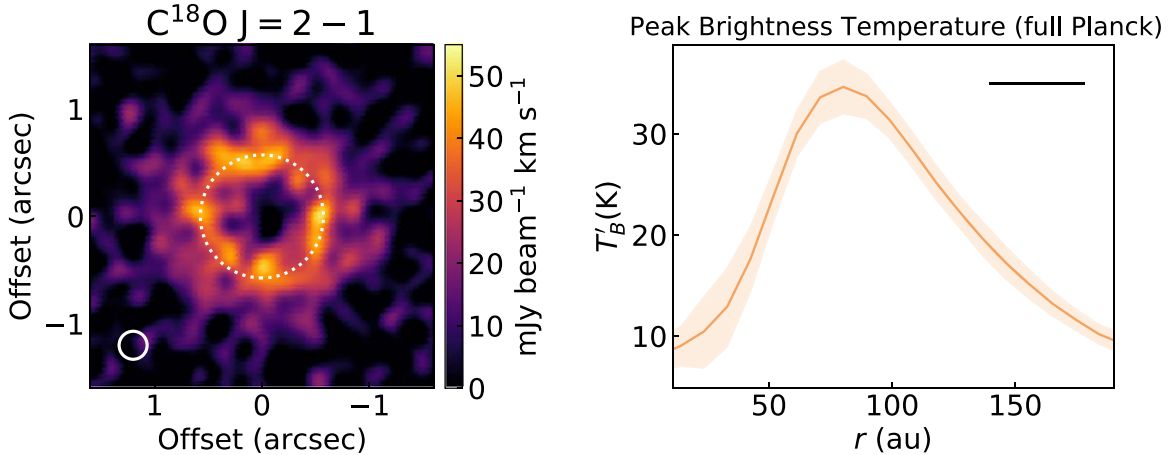 C¹⁸O J = 2 − 1
Offset (arcsec)
1
0
−1
1
0
−1
Offset (arcsec)
50
40
30
20
10
0
mJy beam⁻¹ km s⁻¹
Peak Brightness Temperature (full Planck)
T′_B(K)
30
20
10
50
100
150
r (au)